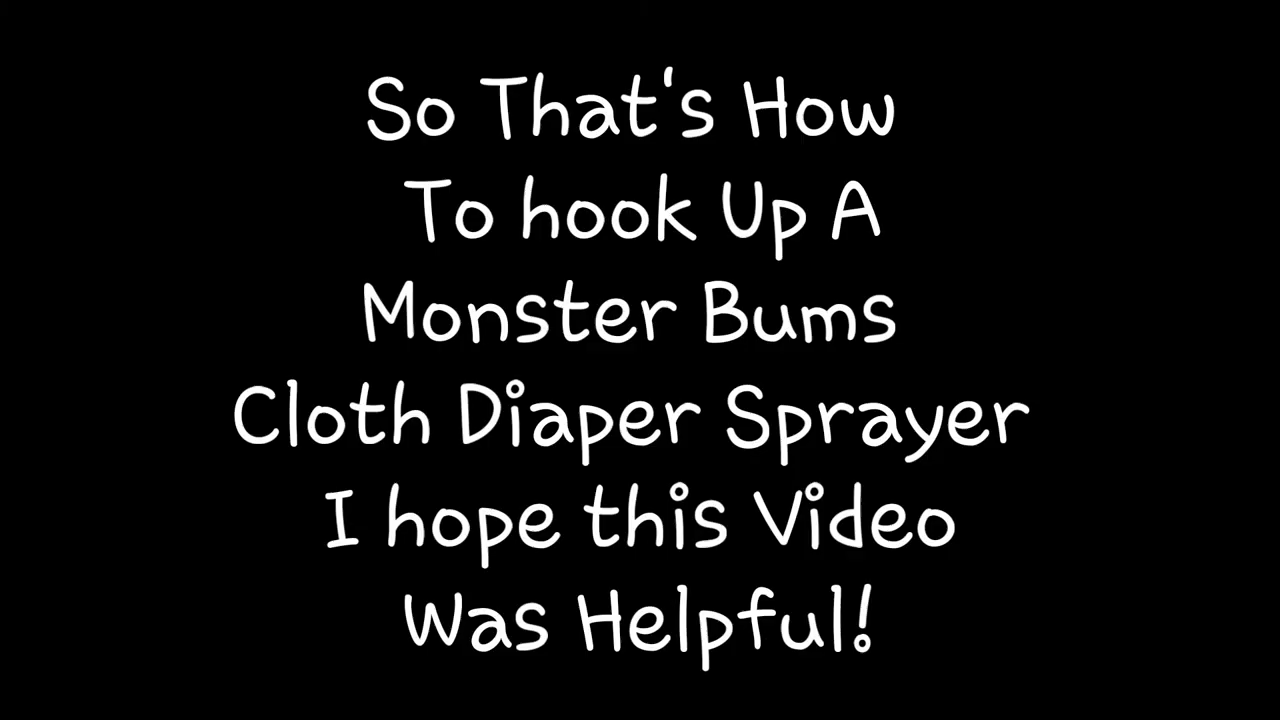 So That's How
To hook Up A
Monster Bums
Cloth Diaper Sprayer
I hope this Video
Was Helpful!